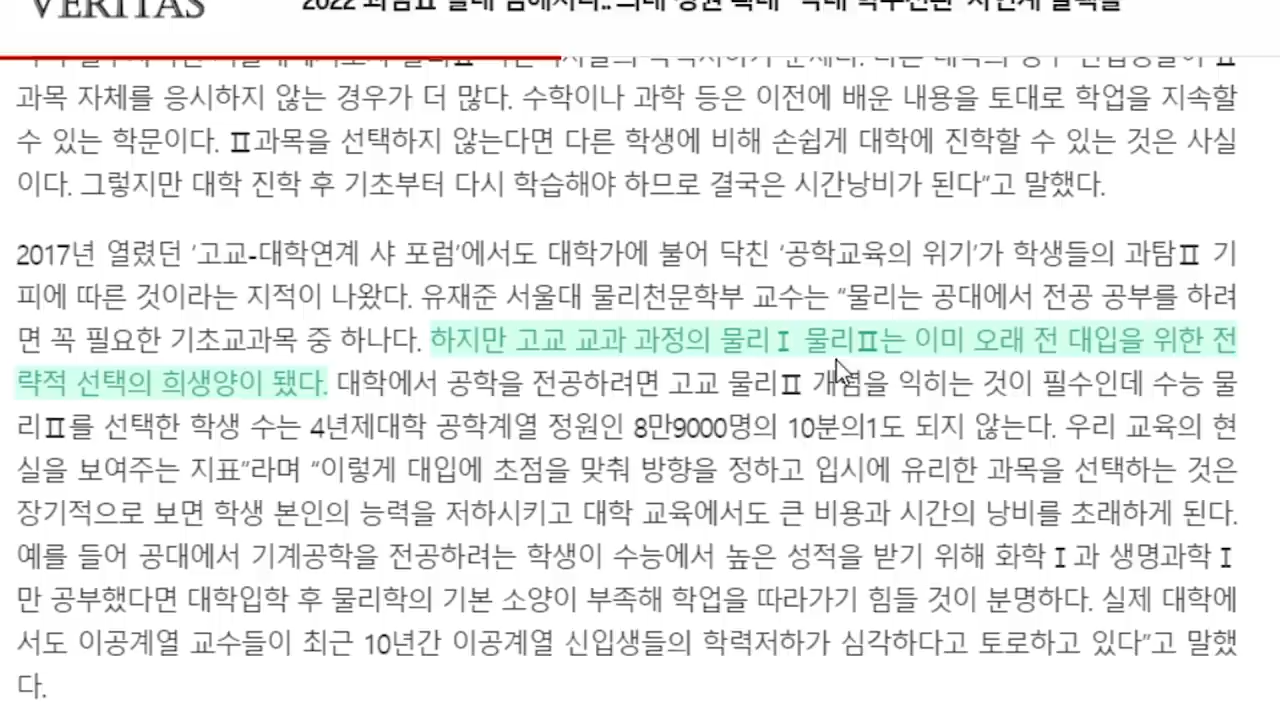 VERITAS
과목 자체를 응시하지 않는 경우가 더 많다. 수학이나 과학 등은 이전에 배운 내용을 토대로 학업을 지속할
수 있는 학문이다. Ⅱ과목을 선택하지 않는다면 다른 학생에 비해 손쉽게 대학에 진학할 수 있는 것은 사실
이다. 그렇지만 대학 진학 후 기초부터 다시 학습해야 하므로 결국은 시간낭비가 된다”고 말했다.
2017년 열렸던 ‘고교-대학연계 샤 포럼’에서도 대학가에 불어 닥친 ‘공학교육의 위기’가 학생들의 과탐Ⅱ 기
피에 따른 것이라는 지적이 나왔다. 유재준 서울대 물리천문학부 교수는 “물리는 공대에서 전공 공부를 하려
면 꼭 필요한 기초교과목 중 하나다. 하지만 고교 교과 과정의 물리Ⅰ 물리Ⅱ는 이미 오래 전 대입을 위한 전
략적 선택의 희생양이 됐다. 대학에서 공학을 전공하려면 고교 물리Ⅱ 개념을 익히는 것이 필수인데 수능 물
리Ⅱ를 선택한 학생 수는 4년제대학 공학계열 정원인 8만9000명의 10분의1도 되지 않는다. 우리 교육의 현
실을 보여주는 지표”라며 “이렇게 대입에 초점을 맞춰 방향을 정하고 입시에 유리한 과목을 선택하는 것은
장기적으로 보면 학생 본인의 능력을 저하시키고 대학 교육에서도 큰 비용과 시간의 낭비를 초래하게 된다.
예를 들어 공대에서 기계공학을 전공하려는 학생이 수능에서 높은 성적을 받기 위해 화학Ⅰ과 생명과학Ⅰ
만 공부했다면 대학입학 후 물리학의 기본 소양이 부족해 학업을 따라가기 힘들 것이 분명하다. 실제 대학에
서도 이공계열 교수들이 최근 10년간 이공계열 신입생들의 학력저하가 심각하다고 토로하고 있다”고 말했
다.